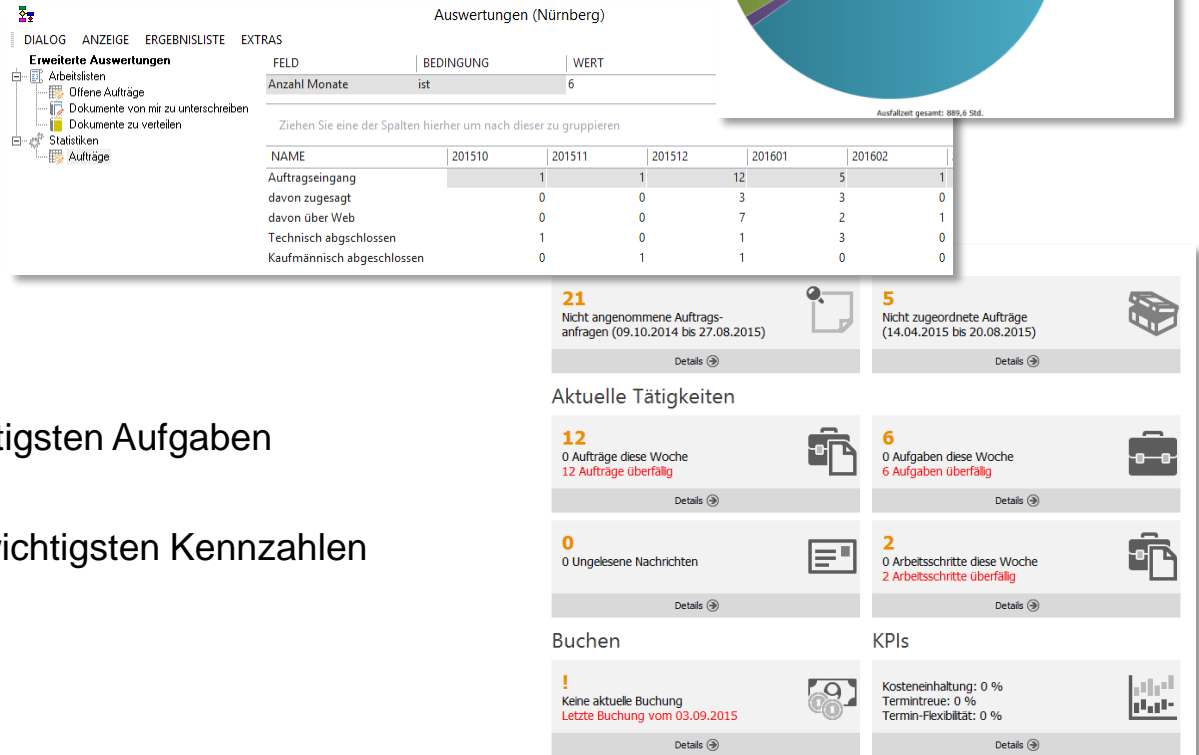 Auswertungen (Nürnberg)
DIALOG ANZEIGE ERGEBNISLISTE EXTRAS
Erweiterte Auswertungen
Arbeitslisten
Offene Aufträge
Dokumente von mir zu unterschreiben
Dokumente zu verteilen
Statistiken
Aufträge
FELD BEDINGUNG WERT
Anzahl Monate ist 6
Ziehen Sie eine der Spalten hierher um nach dieser zu gruppieren
NAME 201510 201511 201512 201601 201602
Auftragseingang 1 1 12 5 1
davon zugesagt 0 0 3 3 0
davon über Web 0 0 7 2 1
Technisch abgschlossen 1 0 1 3 0
Kaufmännisch abgeschlossen 0 1 1 0 0
Ausfallzeit gesamt: 889,6 Std.
tigsten Aufgaben
wichtigsten Kennzahlen
21
Nicht angenommene Auftrags-
anfragen (09.10.2014 bis 27.08.2015)
Details
5
Nicht zugeordnete Aufträge
(14.04.2015 bis 20.08.2015)
Details
Aktuelle Tätigkeiten
12
0 Aufträge diese Woche
12 Aufträge überfällig
Details
6
0 Aufgaben diese Woche
6 Aufgaben überfällig
Details
0
0 Ungelesene Nachrichten
Details
2
0 Arbeitsschritte diese Woche
2 Arbeitsschritte überfällig
Details
Buchen
!
Keine aktuelle Buchung
Letzte Buchung vom 03.09.2015
Details
KPIs
Kosteneinhaltung: 0 %
Termintreue: 0 %
Termin-Flexibilität: 0 %
Details